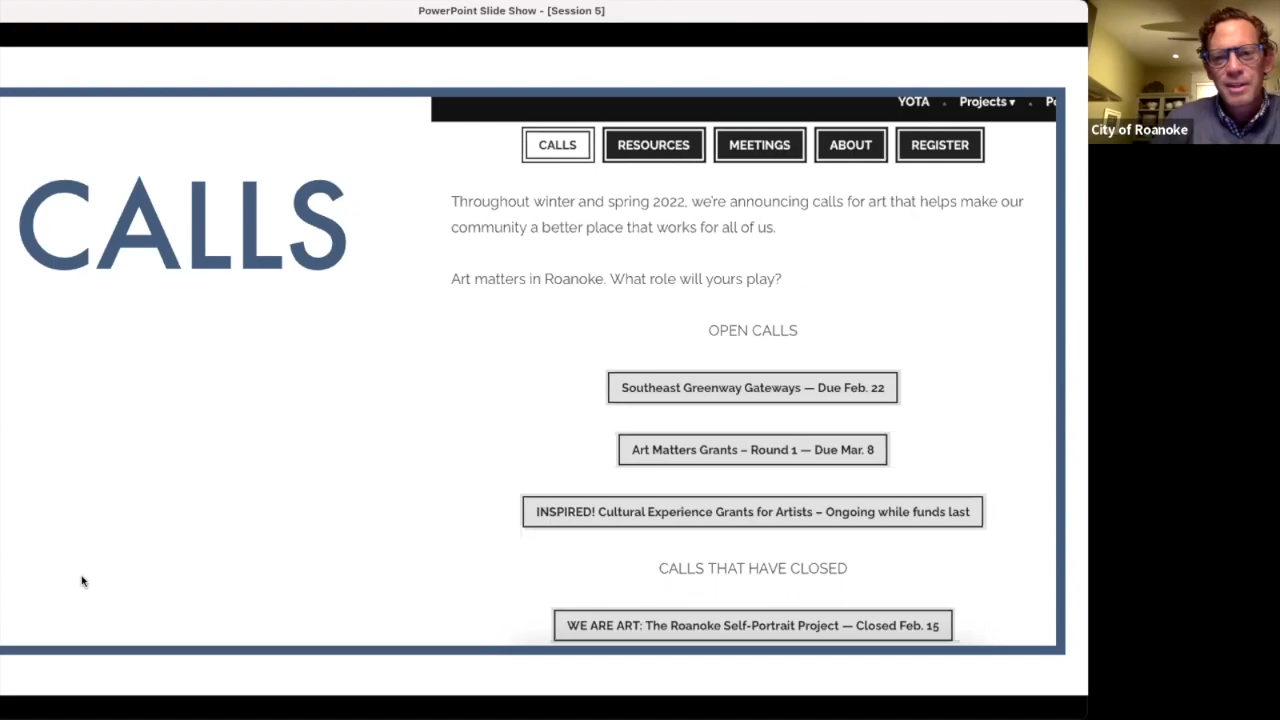 PowerPoint Slide Show - [Session 5]
City of Roanoke
CALLS
YOTA • Projects ▾ •
CALLS
RESOURCES
MEETINGS
ABOUT
REGISTER
Throughout winter and spring 2022, we're announcing calls for art that helps make our
community a better place that works for all of us.
Art matters in Roanoke. What role will yours play?
OPEN CALLS
Southeast Greenway Gateways — Due Feb. 22
Art Matters Grants – Round 1 — Due Mar. 8
INSPIRED! Cultural Experience Grants for Artists – Ongoing while funds last
CALLS THAT HAVE CLOSED
WE ARE ART: The Roanoke Self-Portrait Project — Closed Feb. 15